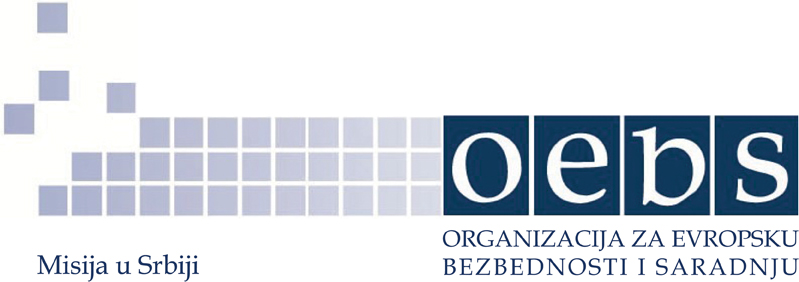 oebs
ORGANIZACIJA ZA EVROPSKU
BEZBEDNOSTI I SARADNJU
Misija u Srbiji